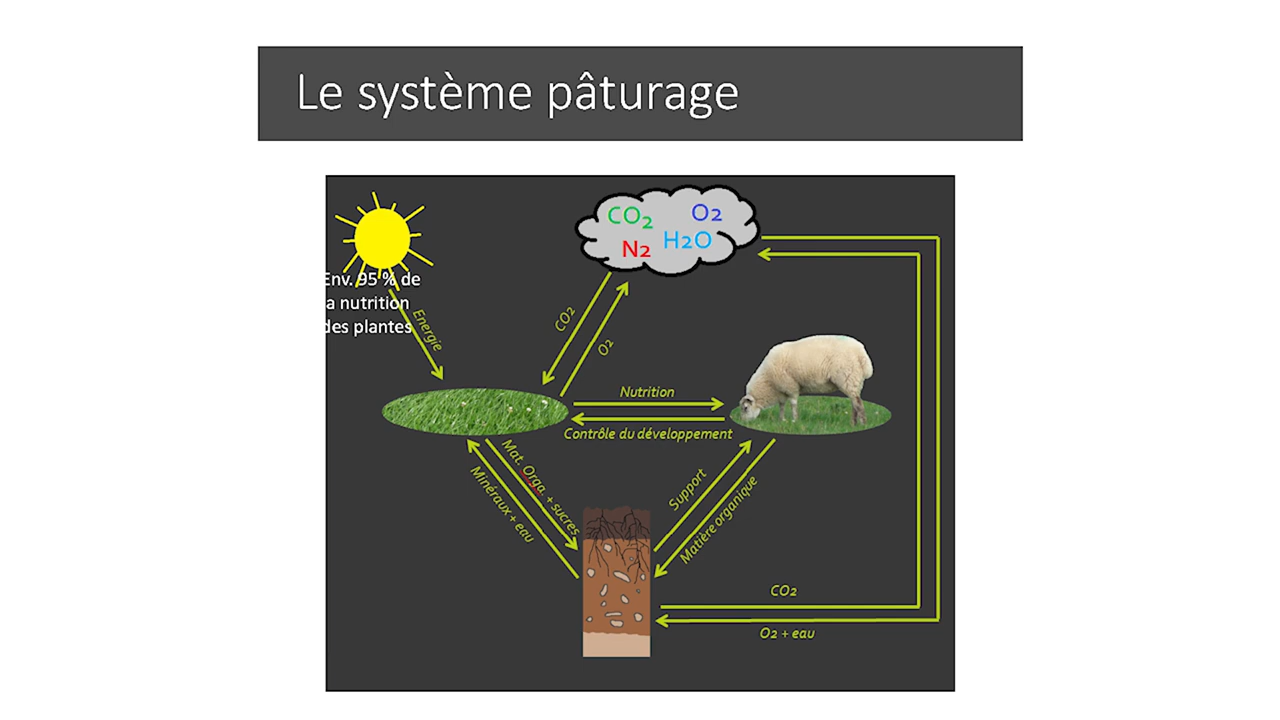 Le système pâturage
CO2
O2
N2
H2O
Env. 95 % de
a nutrition
des plantes
Energie
CO2
O2
Nutrition
Contrôle du développement
Mat. Orga. + sucres
Minéraux + eau
Support
Matière organique
CO2
O2 + eau